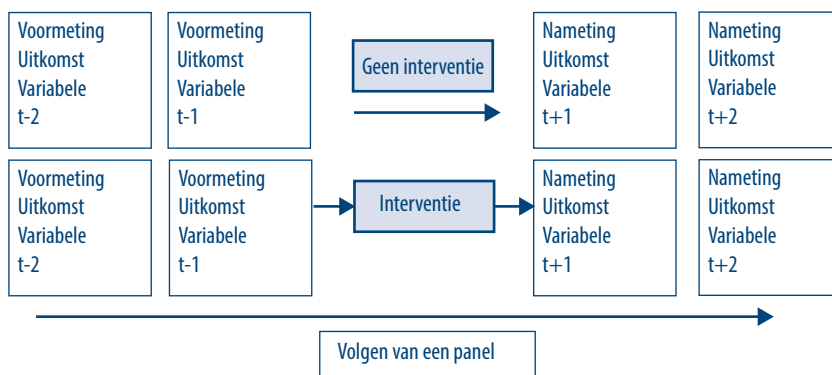 Voormeting
Uitkomst
Variabele
t-2
Voormeting
Uitkomst
Variabele
t-1
Geen interventie
Nameting
Uitkomst
Variabele
t+1
Nameting
Uitkomst
Variabele
t+2
Voormeting
Uitkomst
Variabele
t-2
Voormeting
Uitkomst
Variabele
t-1
Interventie
Nameting
Uitkomst
Variabele
t+1
Nameting
Uitkomst
Variabele
t+2
Volgen van een panel